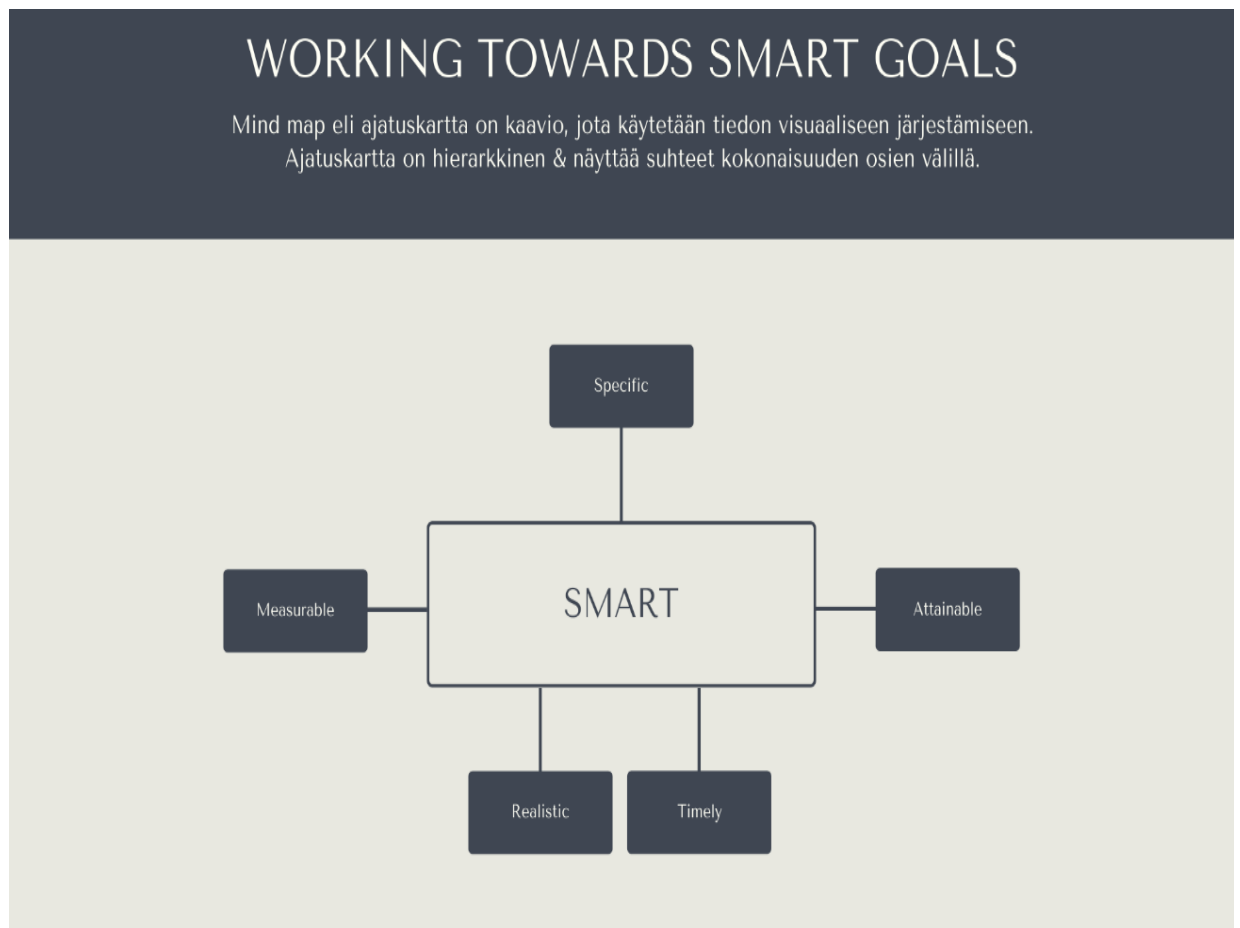 WORKING TOWARDS SMART GOALS
Mind map eli ajatuskartta on kaavio, jota käytetään tiedon visuaaliseen järjestämiseen.
Ajatuskartta on hierarkkinen & näyttää suhteet kokonaisuuden osien välillä.
Specific
Measurable
SMART
Attainable
Realistic
Timely